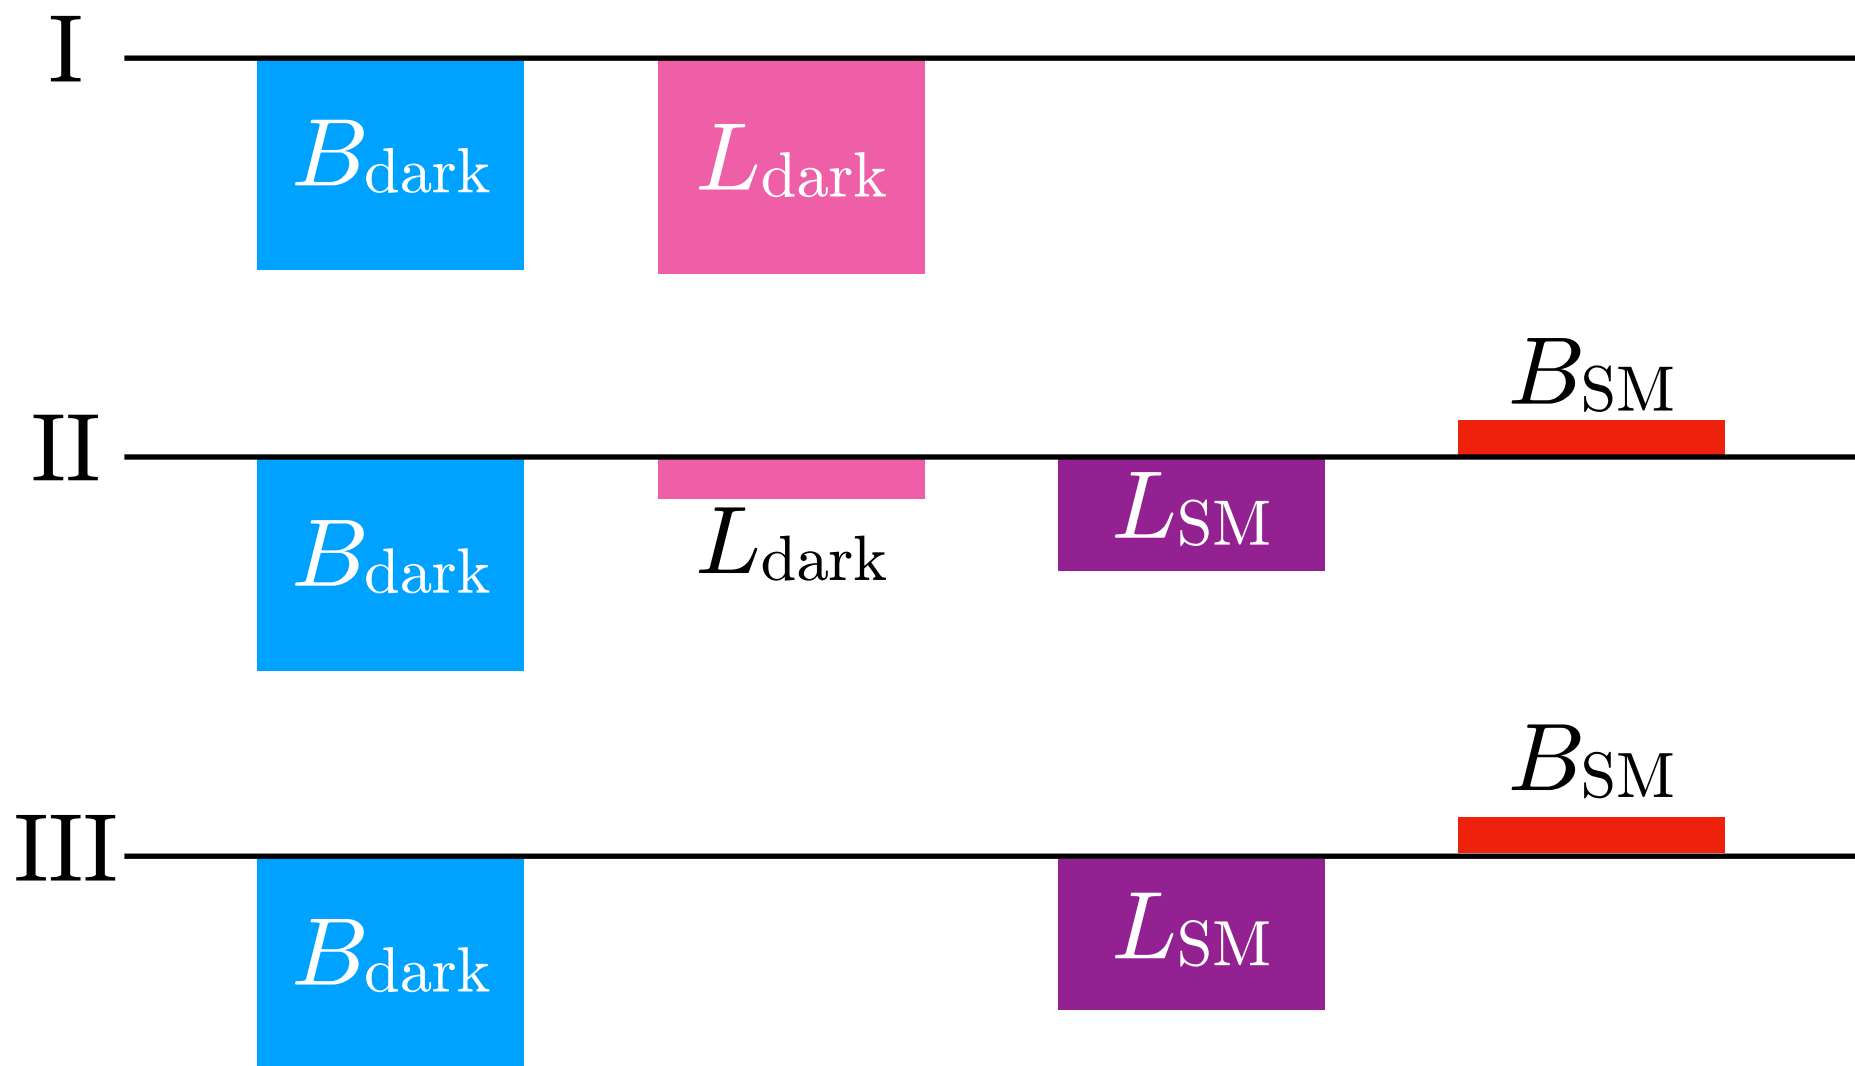 I
B_dark L_dark
B_SM
II
B_dark L_dark L_SM
B_SM
III
B_dark L_SM